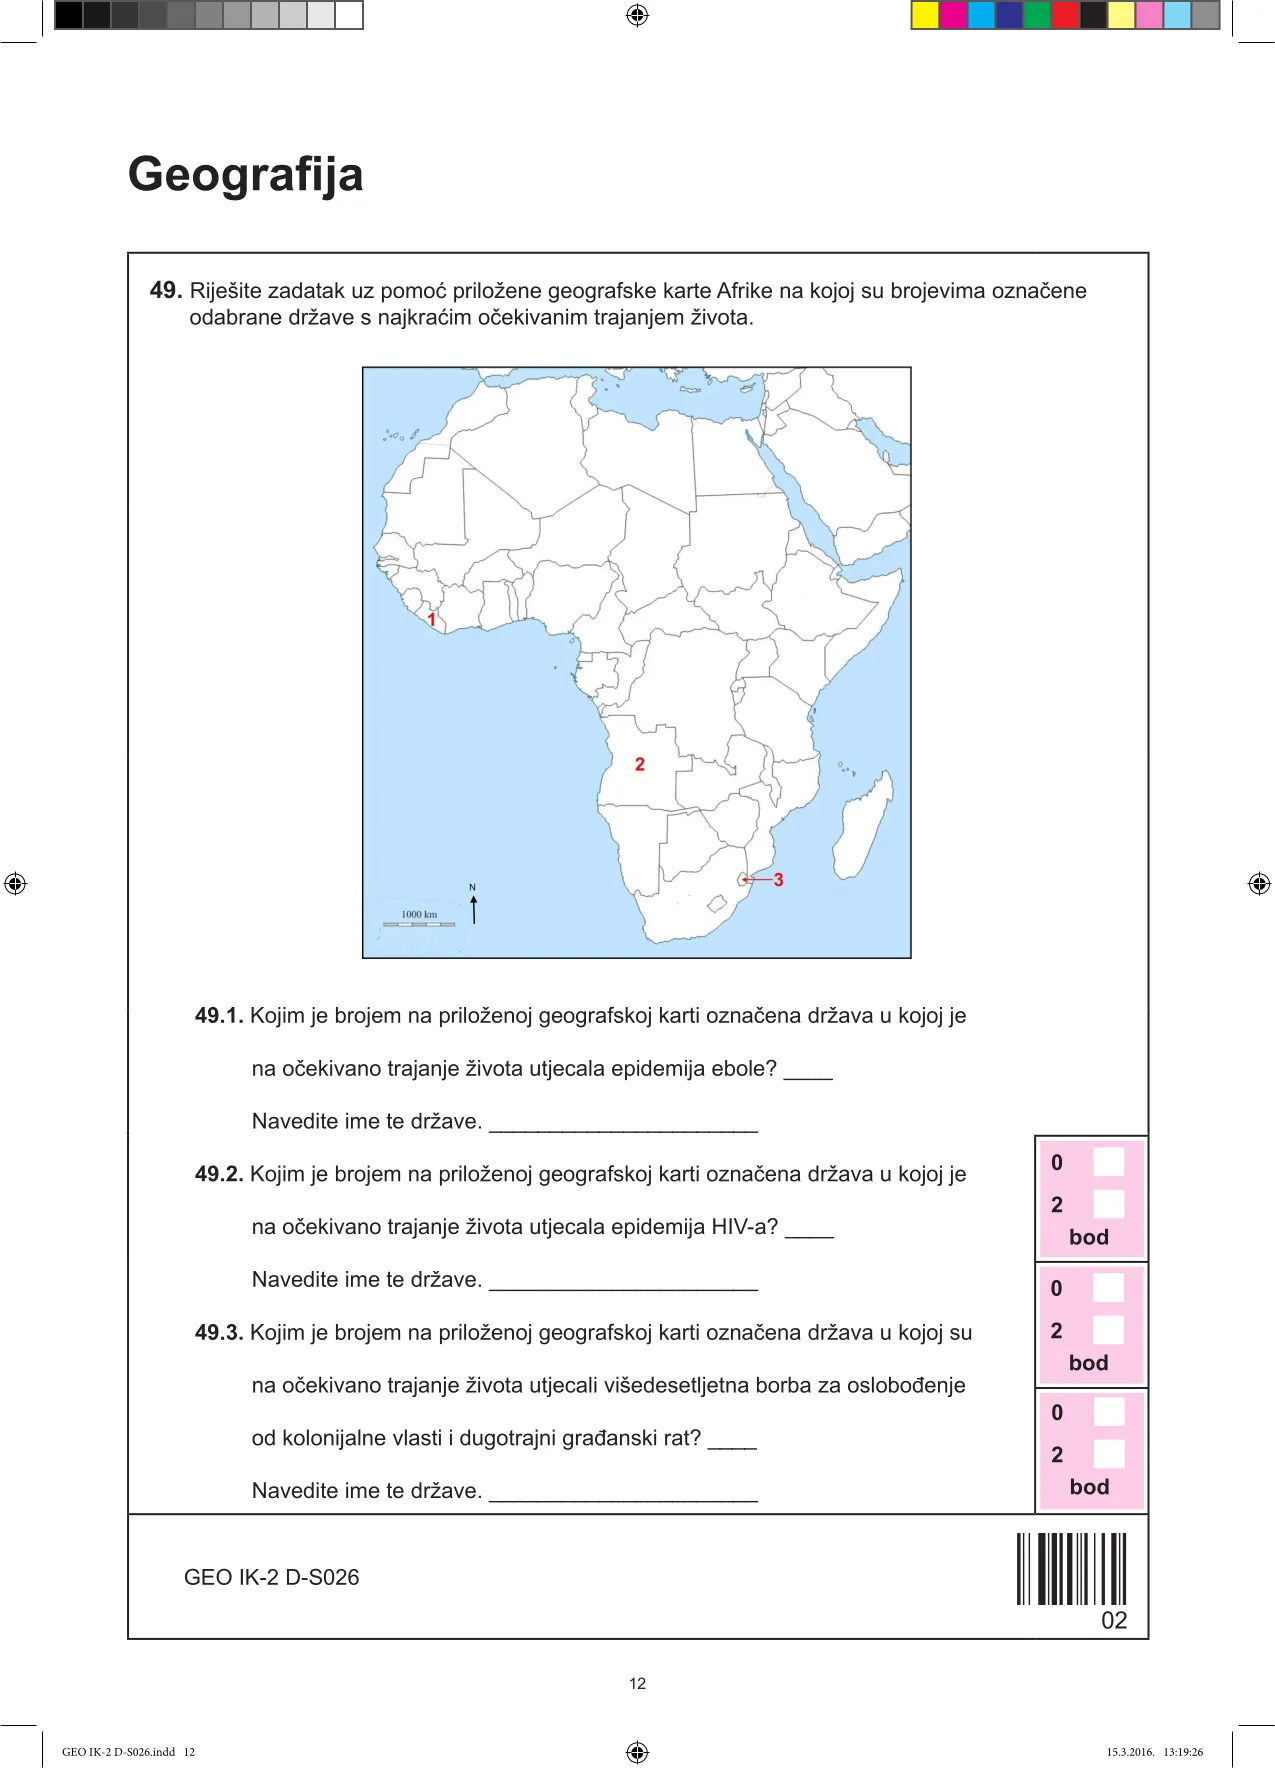 Geografija
49. Riješite zadatak uz pomoć priložene geografske karte Afrike na kojoj su brojevima označene
odabrane države s najkraćim očekivanim trajanjem života.
1
2
3
N
1000 km
49.1. Kojim je brojem na priloženoj geografskoj karti označena država u kojoj je
na očekivano trajanje života utjecala epidemija ebole? ____
Navedite ime te države. ______________________
49.2. Kojim je brojem na priloženoj geografskoj karti označena država u kojoj je
na očekivano trajanje života utjecala epidemija HIV-a? ____
Navedite ime te države. ______________________
49.3. Kojim je brojem na priloženoj geografskoj karti označena država u kojoj su
na očekivano trajanje života utjecali višedesetljetna borba za oslobođenje
od kolonijalne vlasti i dugotrajni građanski rat? ____
Navedite ime te države. ______________________
0
2
bod
0
2
bod
0
2
bod
GEO IK-2 D-S026
02
12
GEO IK-2 D-S026.indd 12
15.3.2016. 13:19:26